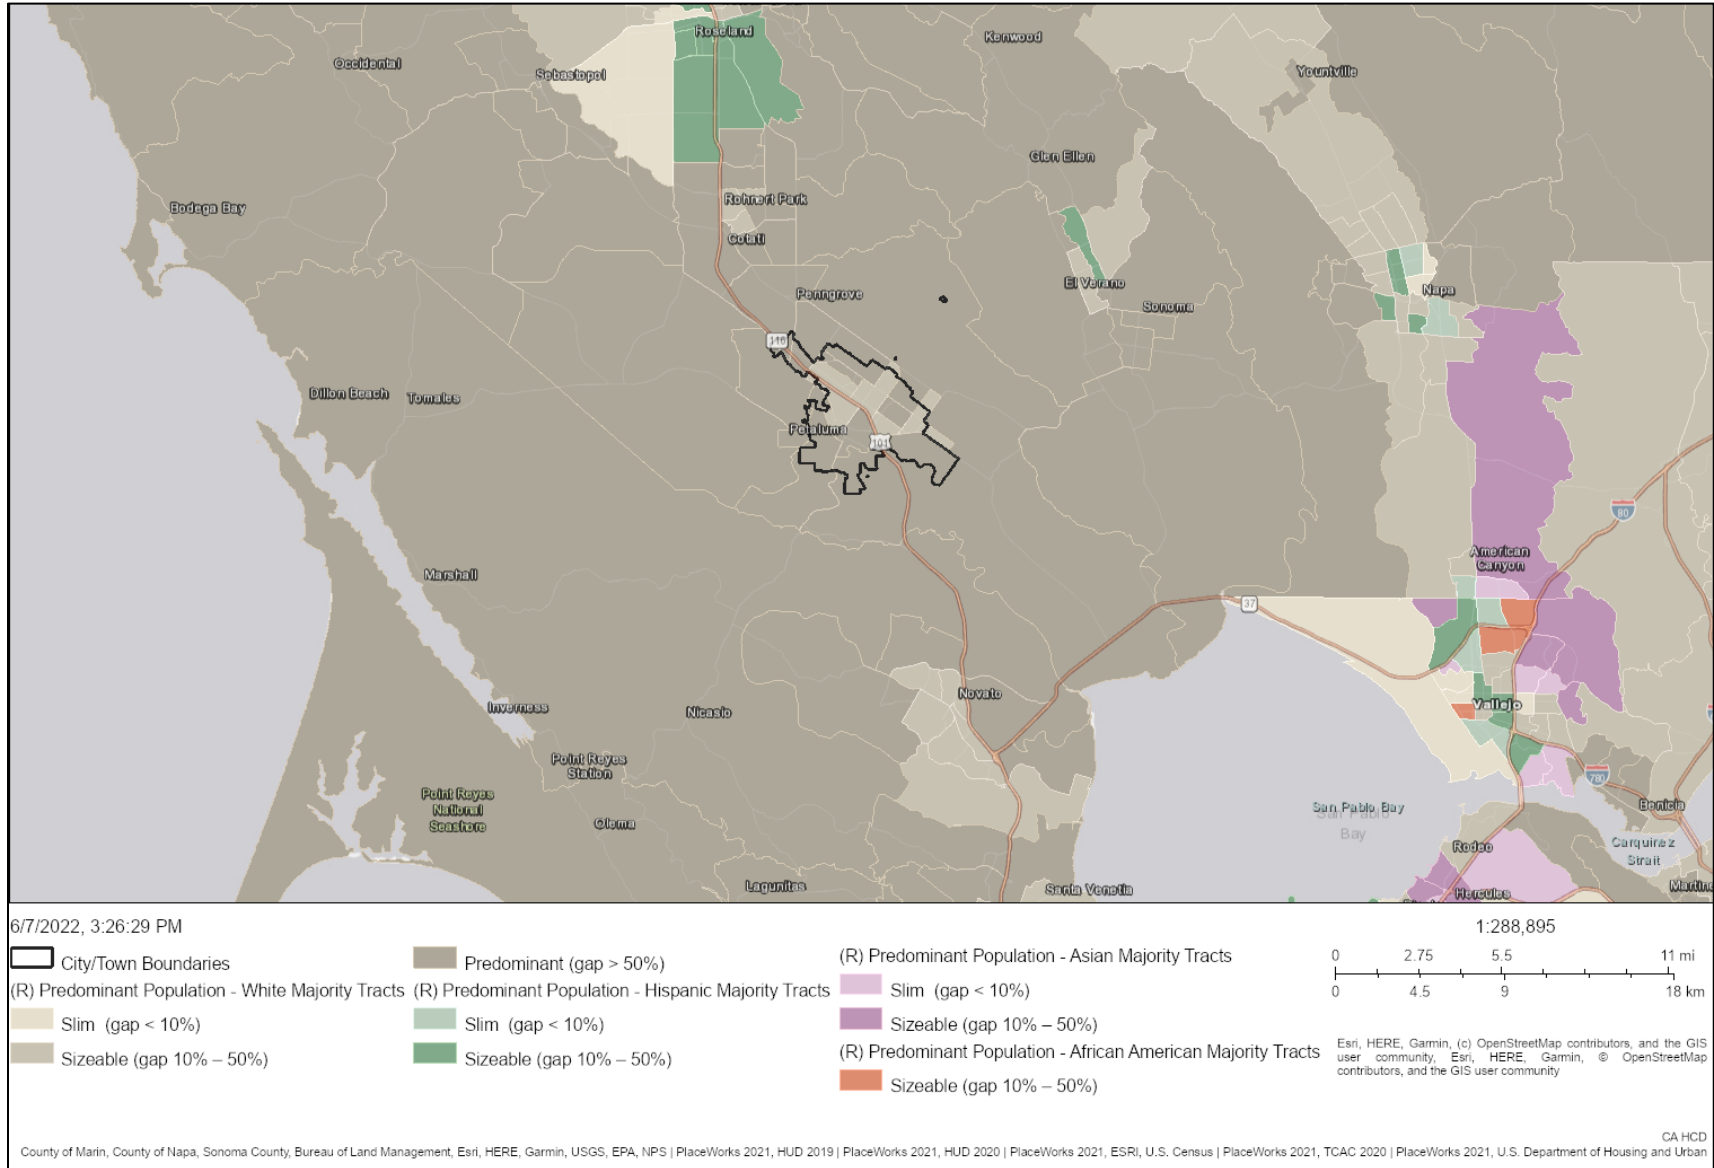 Roseland
Kenwood
Occidental
Sebastopol
Yountville
Glen Ellen
Rohnert Park
Bodega Bay
Cotati
El Verano
Penngrove
Napa
Sonoma
116
Dillon Beach
Tomales
Petaluma
101
80
American
Canyon
Marshall
37
Novato
Vallejo
Inverness
Nicasio
Point Reyes
Station
780
Point Reyes
National
Seashore
Olema
San Pablo Bay
San Pablo
Bay
Benicia
Rodeo
Carquinez
Strait
Lagunitas
Santa Venetia
Hercules
Martine
6/7/2022, 3:26:29 PM
1:288,895
City/Town Boundaries
(R) Predominant Population - White Majority Tracts
Slim (gap < 10%)
Sizeable (gap 10% – 50%)
Predominant (gap > 50%)
(R) Predominant Population - Hispanic Majority Tracts
Slim (gap < 10%)
Sizeable (gap 10% – 50%)
(R) Predominant Population - Asian Majority Tracts
Slim (gap < 10%)
Sizeable (gap 10% – 50%)
(R) Predominant Population - African American Majority Tracts
Sizeable (gap 10% – 50%)
0 2.75 5.5 11 mi
0 4.5 9 18 km
Esri, HERE, Garmin, (c) OpenStreetMap contributors, and the GIS
user community, Esri, HERE, Garmin, © OpenStreetMap
contributors, and the GIS user community
CA HCD
County of Marin, County of Napa, Sonoma County, Bureau of Land Management, Esri, HERE, Garmin, USGS, EPA, NPS | PlaceWorks 2021, HUD 2019 | PlaceWorks 2021, HUD 2020 | PlaceWorks 2021, ESRI, U.S. Census | PlaceWorks 2021, TCAC 2020 | PlaceWorks 2021, U.S. Department of Housing and Urban